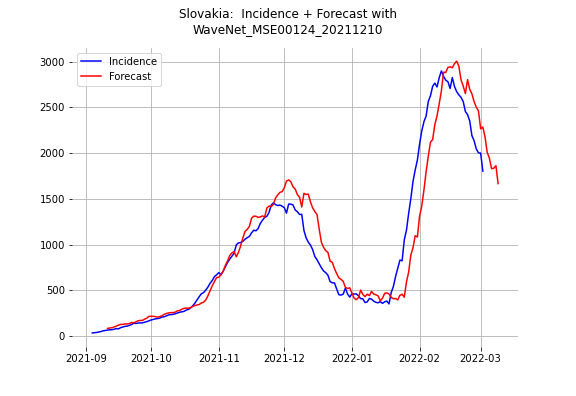 Slovakia:  Incidence + Forecast with
WaveNet_MSE00124_20211210
Incidence
Forecast
3000
2500
2000
1500
1000
500
0
2021-09 2021-10 2021-11 2021-12 2022-01 2022-02 2022-03